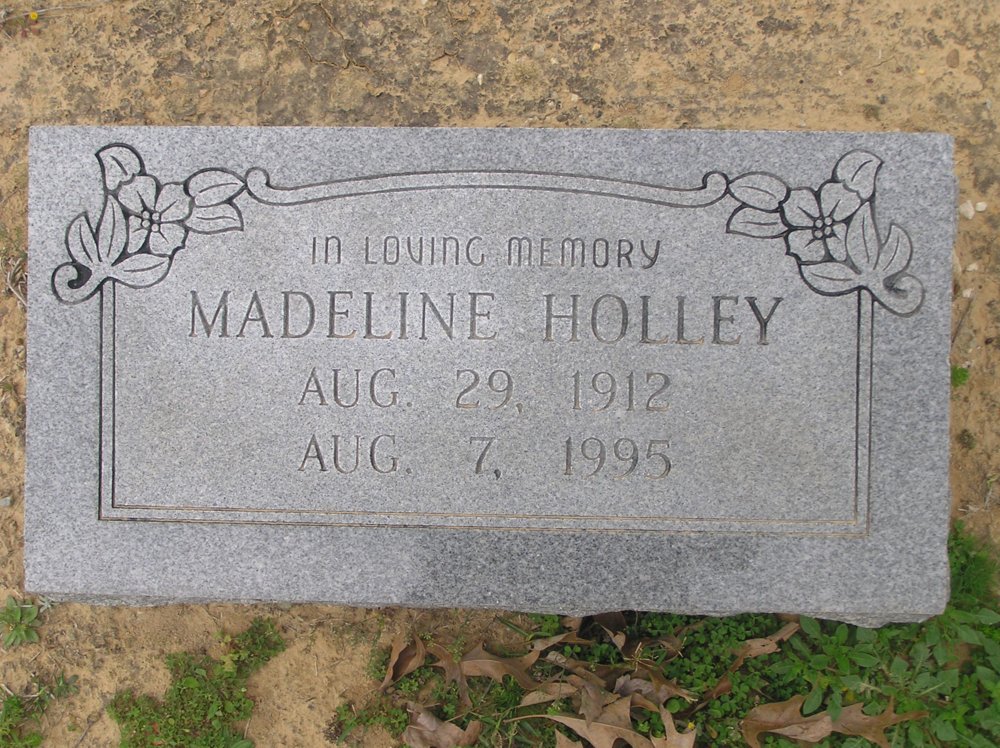 IN LOVING MEMORY
MADELINE HOLLEY
AUG. 29, 1912
AUG. 7, 1995